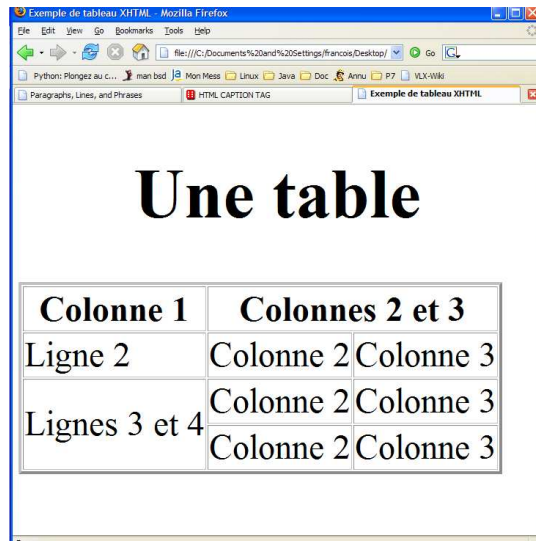 Exemple de tableau XHTML - Mozilla Firefox
File Edit View Go Bookmarks Tools Help
file:///C:/Documents%20and%20Settings/francois/Desktop/ Go G
Python: Plongez au c... man bsd Mon Mess Linux Java Doc Annu P7 VLX-Wiki
Paragraphs, Lines, and Phrases HTML CAPTION TAG Exemple de tableau XHTML
Une table
Colonne 1 Colonnes 2 et 3
Ligne 2 Colonne 2 Colonne 3
Lignes 3 et 4 Colonne 2 Colonne 3
Colonne 2 Colonne 3